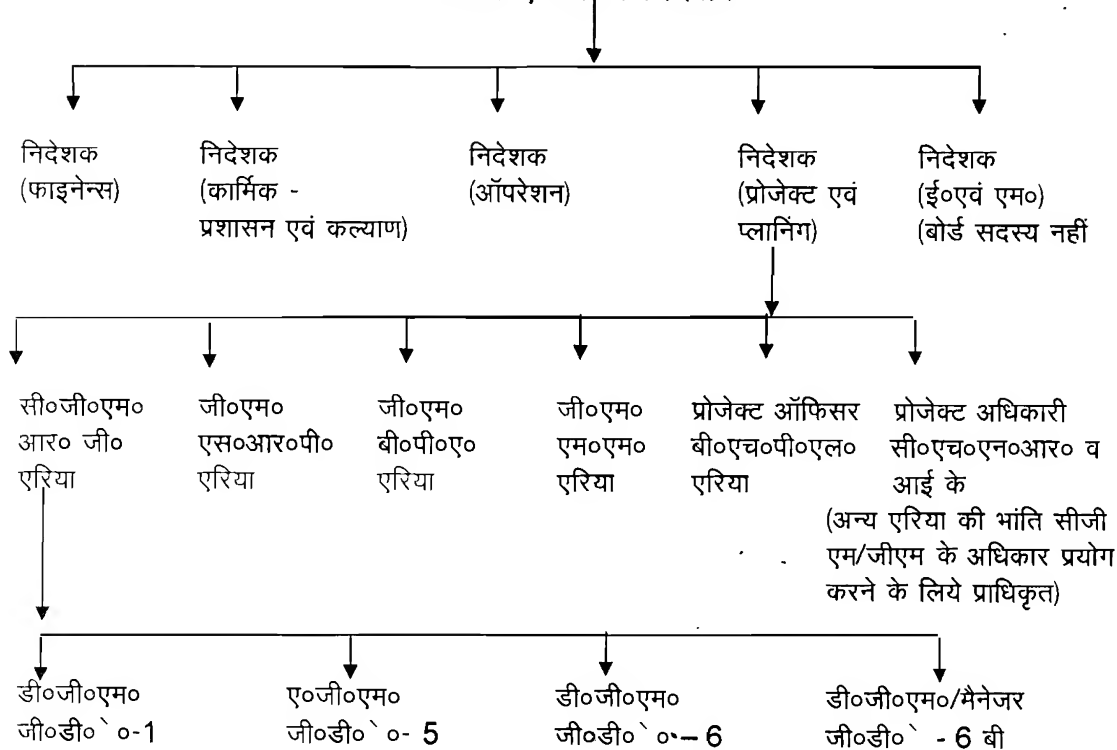 निदेशक
(फाइनेन्स)
निदेशक
(कार्मिक -
प्रशासन एवं कल्याण)
निदेशक
(ऑपरेशन)
निदेशक
(प्रोजेक्ट एवं
प्लानिंग)
निदेशक
(ई०एवं एम०)
(बोर्ड सदस्य नहीं
सी०जी०एम०
आर० जी०
एरिया
जी०एम०
एस०आर०पी०
एरिया
जी०एम०
बी०पी०ए०
एरिया
जी०एम०
एम०एम०
एरिया
प्रोजेक्ट ऑफिसर
बी०एच०पी०एल०
एरिया
प्रोजेक्ट अधिकारी
सी०एच०एन०आर० व
आई के
(अन्य एरिया की भांति सीजी
एम/जीएम के अधिकार प्रयोग
करने के लिये प्राधिकृत)
डी०जी०एम०
जी०डी०`०-1
ए०जी०एम०
जी०डी०`०- 5
डी०जी०एम०
जी०डी०`०-– 6
डी०जी०एम०/मैनेजर
जी०डी०` - 6 बी